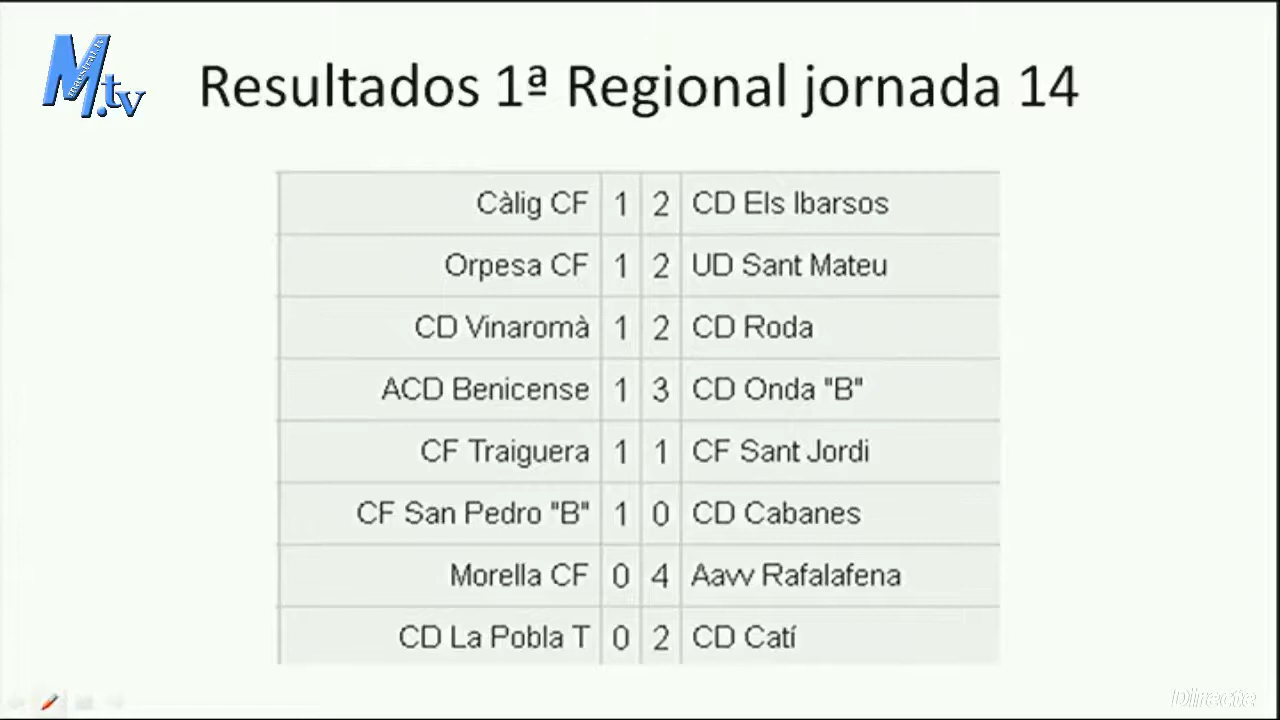 M.tv
maestrat.tv
Resultados 1ª Regional jornada 14
Càlig CF 1 2 CD Els Ibarsos
Orpesa CF 1 2 UD Sant Mateu
CD Vinaromà 1 2 CD Roda
ACD Benicense 1 3 CD Onda "B"
CF Traiguera 1 1 CF Sant Jordi
CF San Pedro "B" 1 0 CD Cabanes
Morella CF 0 4 Aavv Rafalafena
CD La Pobla T 0 2 CD Catí
Directe